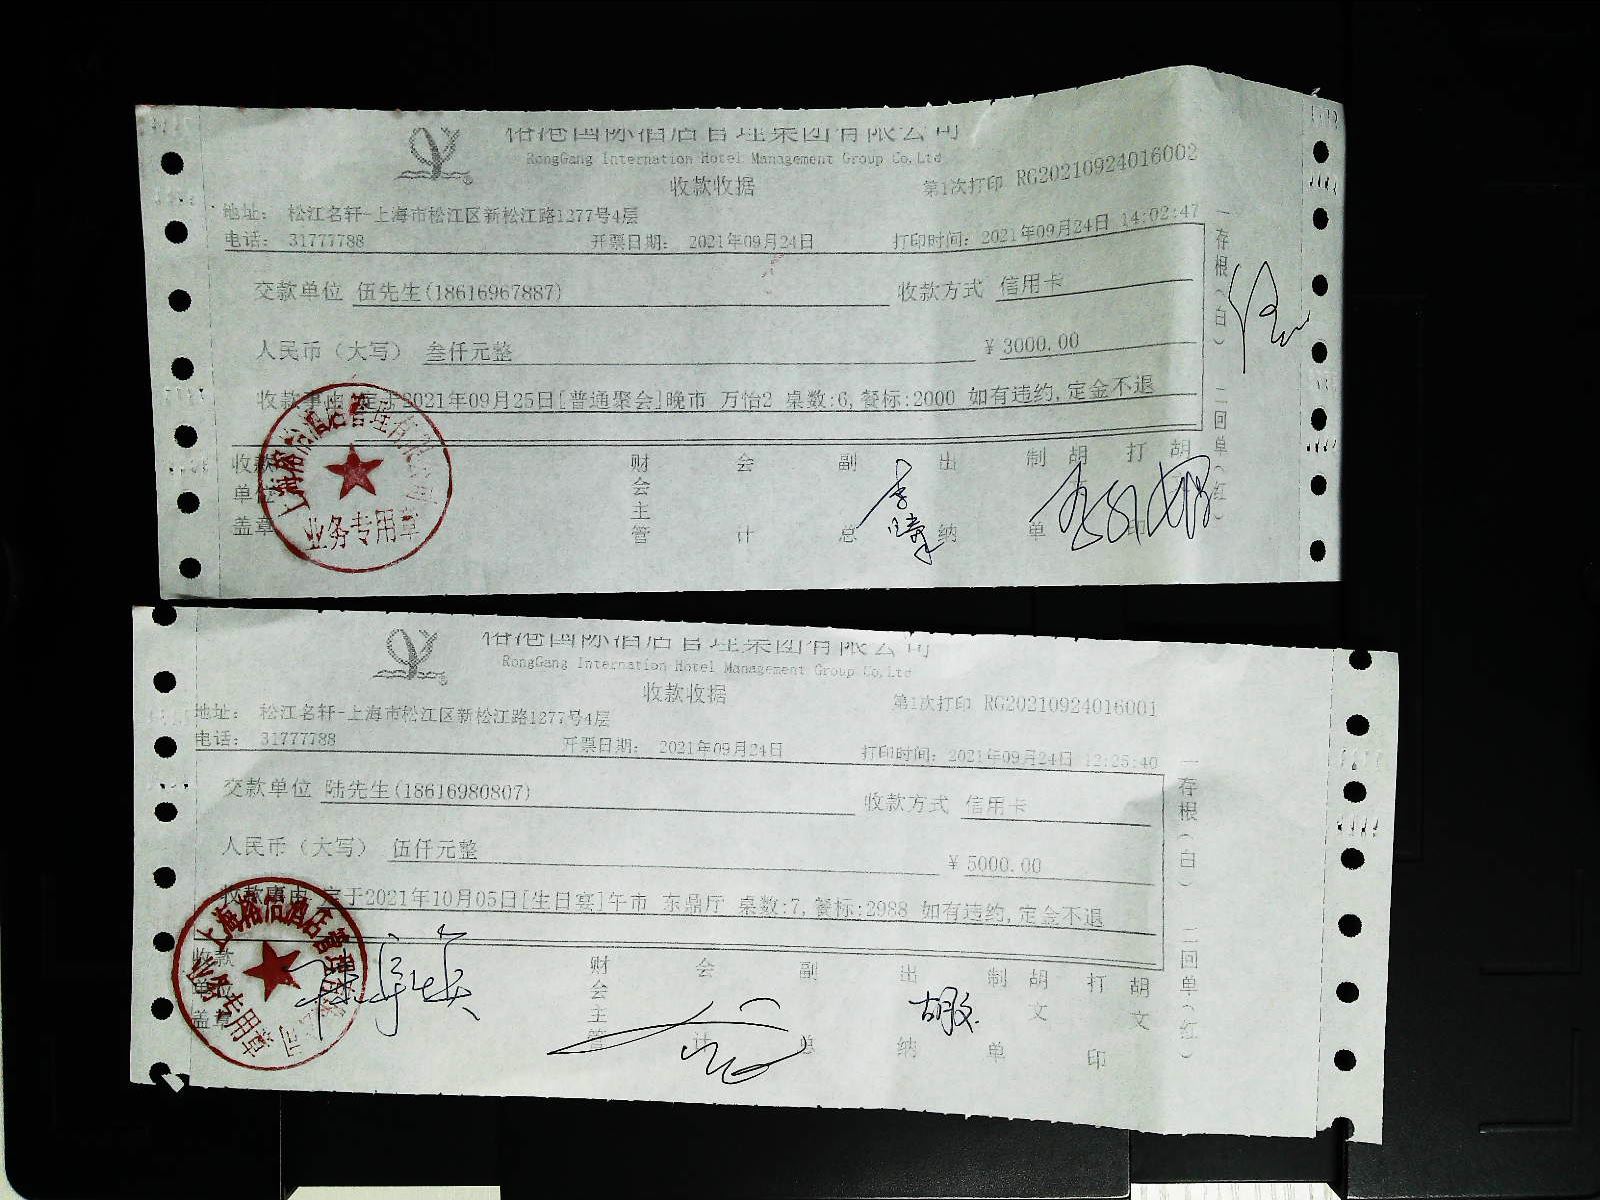 裕港国际酒店管理集团有限公司
RongGang Internation Hotel Management Group Co,Ltd
收款收据
第1次打印 RG20210924016002
地址： 松江名轩-上海市松江区新松江路1277号4层
电话： 31777788 开票日期： 2021年09月24日 打印时间： 2021年09月24日 14:02:47
交款单位 伍先生(18616967887) 收款方式 信用卡
人民币（大写） 叁仟元整 ￥3000.00
收款事由 定于2021年09月25日[普通聚会]晚市 万怡2 桌数:6,餐标:2000 如有违约,定金不退
收款单位盖章 财会主管 会计 副总 出纳 制单 胡 打印 胡
一存根（白） 二回单（红）
业务专用章
裕港国际酒店管理集团有限公司
RongGang Internation Hotel Management Group Co,Ltd
收款收据
第1次打印 RG20210924016001
地址： 松江名轩-上海市松江区新松江路1277号4层
电话： 31777788 开票日期： 2021年09月24日 打印时间： 2021年09月24日 12:25:40
交款单位 陆先生(18616980807) 收款方式 信用卡
人民币（大写） 伍仟元整 ￥5000.00
收款事由 定于2021年10月05日[生日宴]午市 东鼎厅 桌数:7,餐标:2988 如有违约,定金不退
收款单位盖章 财会主管 会计 副总 出纳 制单 胡文 打印 胡文
胡文
一存根（白） 二回单（红）
业务专用章